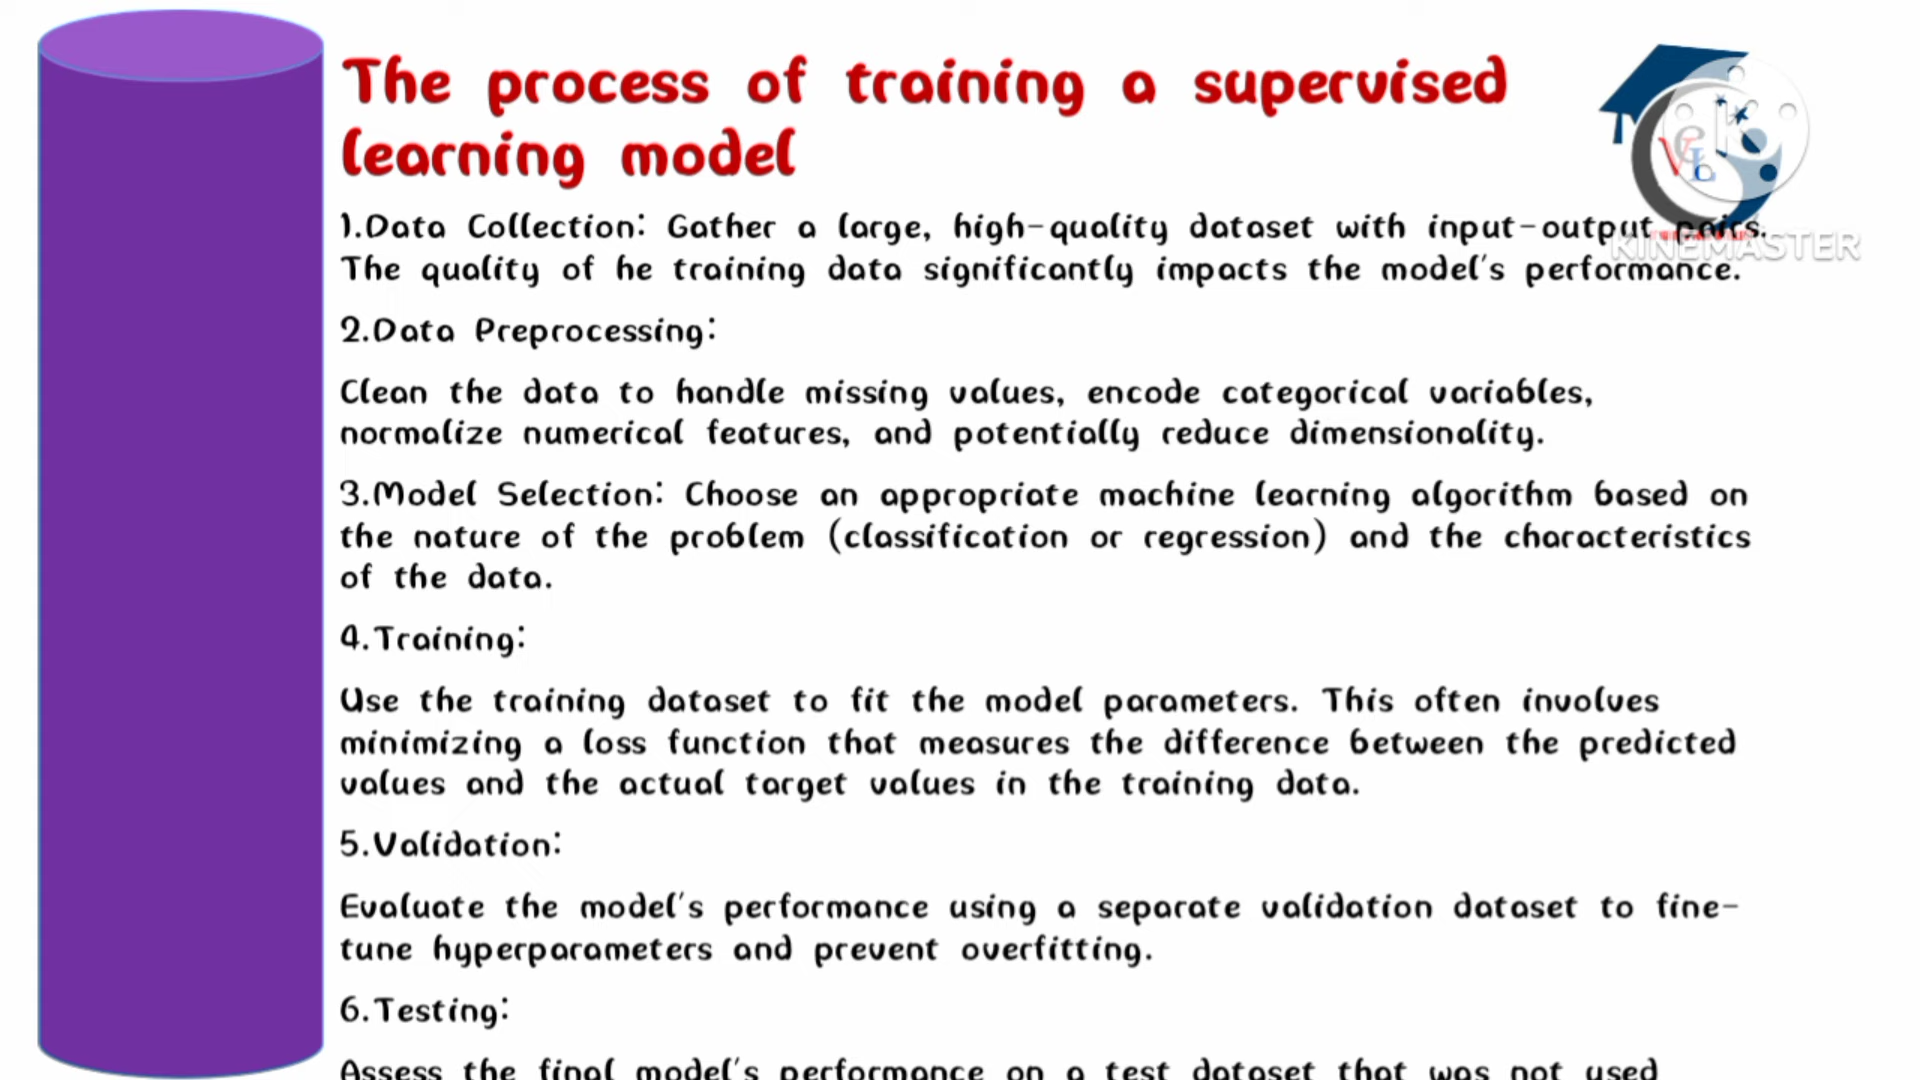 The process of training a supervised
learning model
1.Data Collection: Gather a large, high-quality dataset with input-output pairs.
The quality of he training data significantly impacts the model's performance.
2.Data Preprocessing:
Clean the data to handle missing values, encode categorical variables,
normalize numerical features, and potentially reduce dimensionality.
3.Model Selection: Choose an appropriate machine learning algorithm based on
the nature of the problem (classification or regression) and the characteristics
of the data.
4.Training:
Use the training dataset to fit the model parameters. This often involves
minimizing a loss function that measures the difference between the predicted
values and the actual target values in the training data.
5.Validation:
Evaluate the model's performance using a separate validation dataset to fine-
tune hyperparameters and prevent overfitting.
6.Testing:
Assess the final model's performance on a test dataset that was not used
KINEMASTER